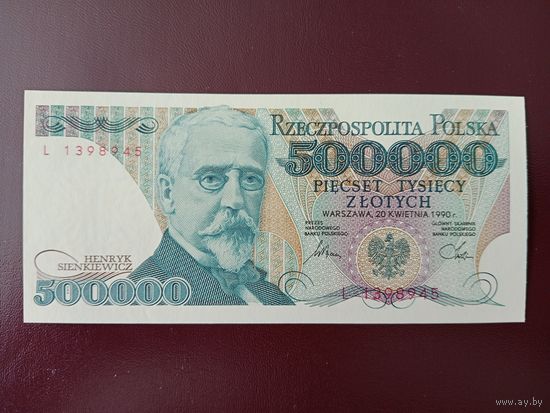 RZECZPOSPOLITA POLSKA
500000
PIĘĆSET TYSIĘCY
ZŁOTYCH
WARSZAWA, 20 KWIETNIA 1990 r.
PREZES
NARODOWEGO
BANKU POLSKIEGO
GŁÓWNY SKARBNIK
NARODOWEGO
BANKU POLSKIEGO
L 1398945
HENRYK
SIENKIEWICZ
500000
L 1398945
www.ay.by